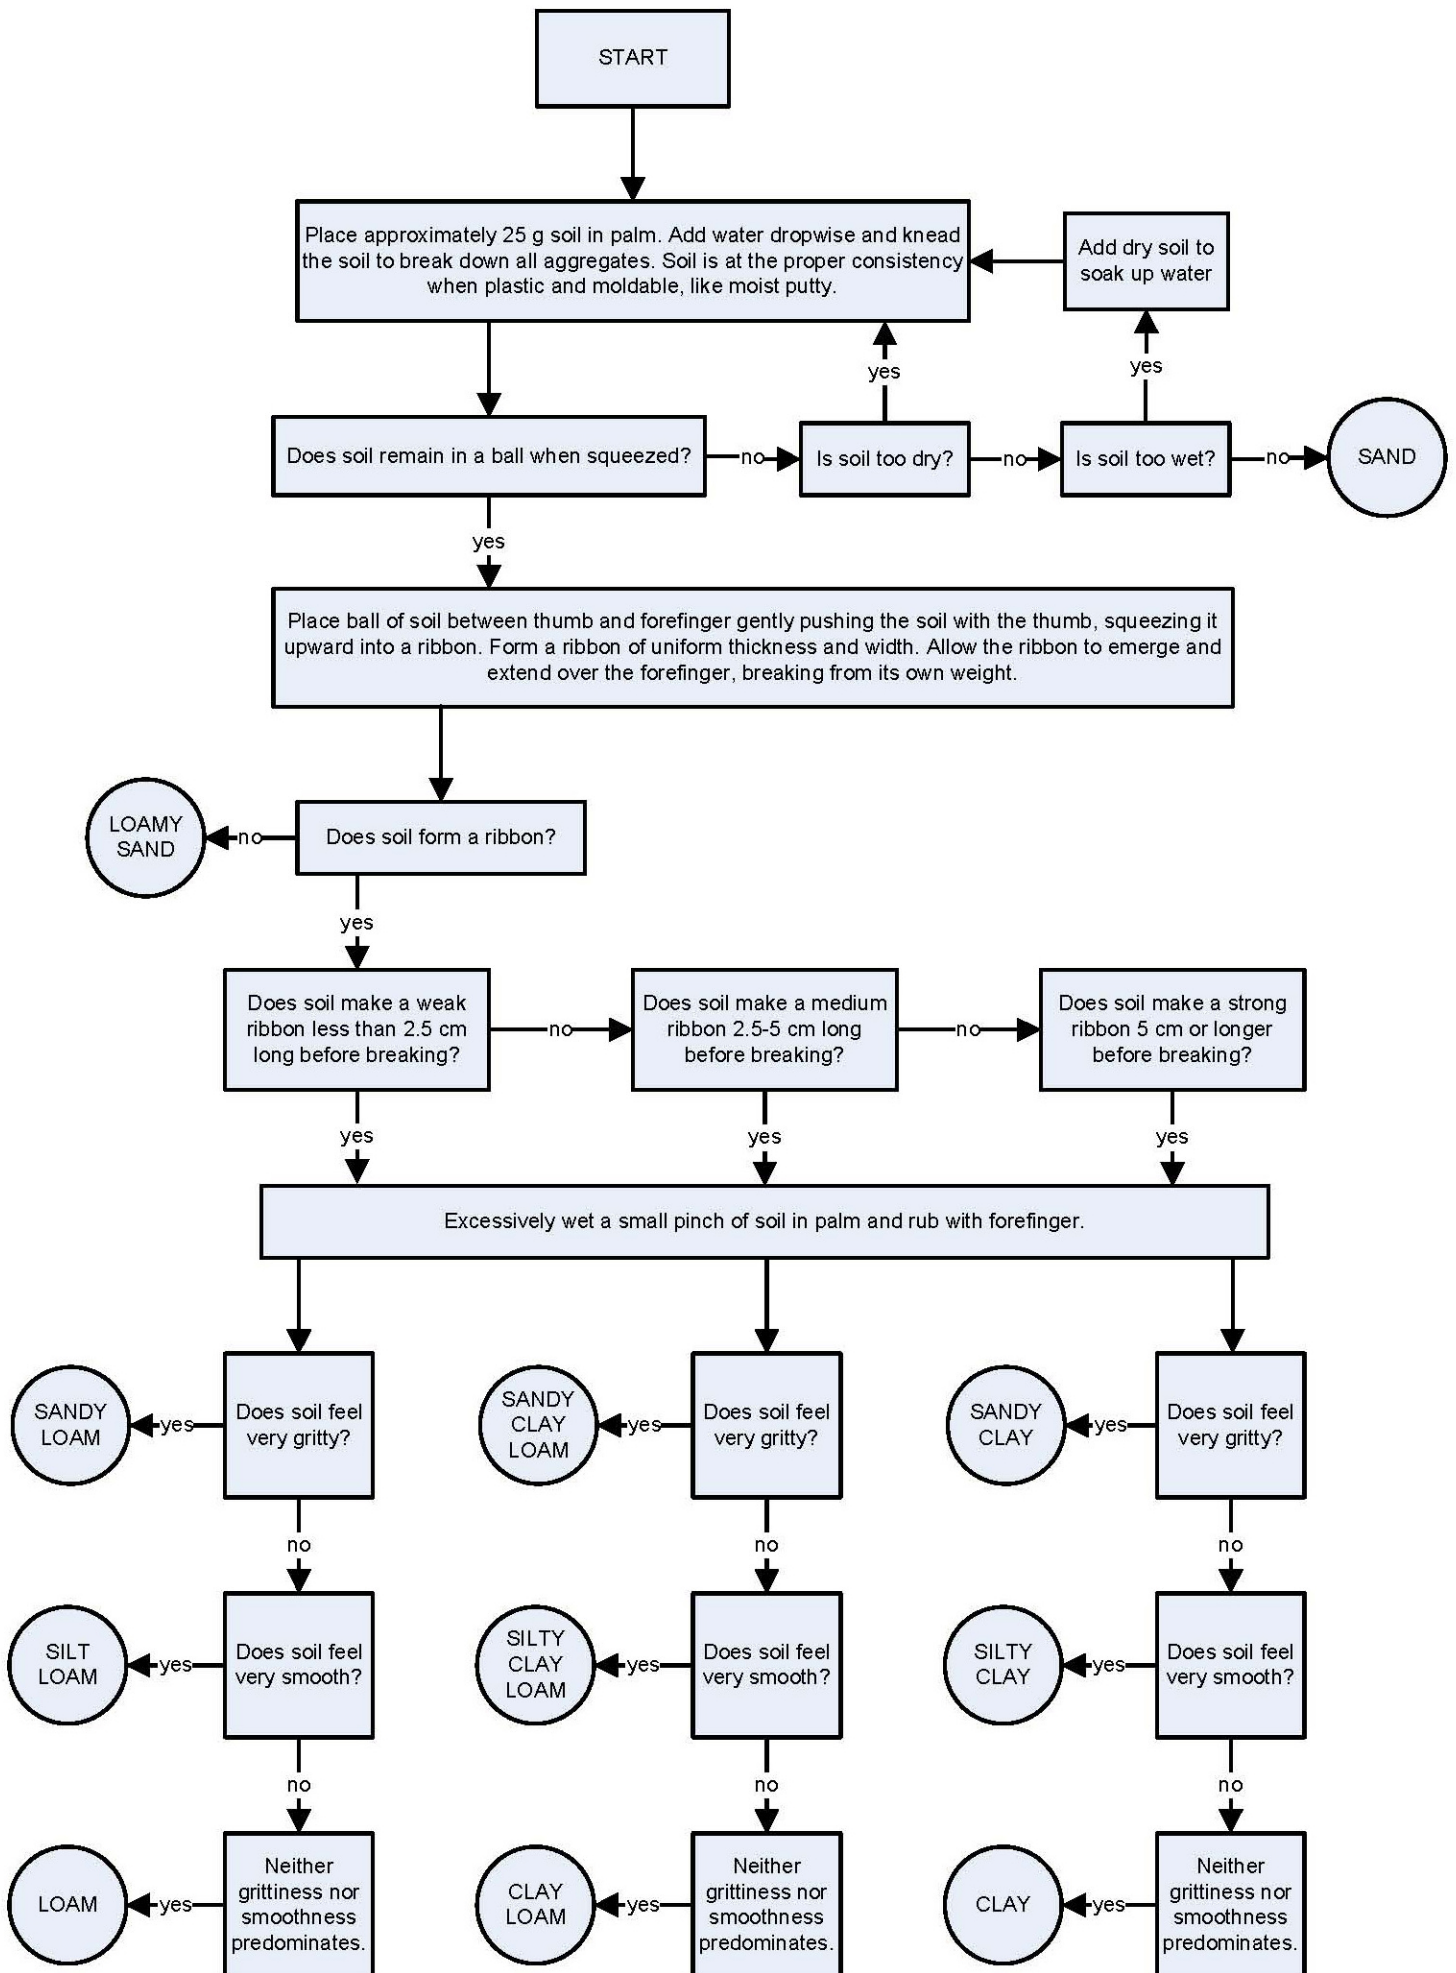 START
Place approximately 25 g soil in palm. Add water dropwise and knead
the soil to break down all aggregates. Soil is at the proper consistency
when plastic and moldable, like moist putty.
Add dry soil to
soak up water
yes
yes
Does soil remain in a ball when squeezed?
no
Is soil too dry?
no
Is soil too wet?
no
SAND
yes
Place ball of soil between thumb and forefinger gently pushing the soil with the thumb, squeezing it
upward into a ribbon. Form a ribbon of uniform thickness and width. Allow the ribbon to emerge and
extend over the forefinger, breaking from its own weight.
LOAMY
SAND
no
Does soil form a ribbon?
yes
Does soil make a weak
ribbon less than 2.5 cm
long before breaking?
no
Does soil make a medium
ribbon 2.5-5 cm long
before breaking?
no
Does soil make a strong
ribbon 5 cm or longer
before breaking?
yes
yes
yes
Excessively wet a small pinch of soil in palm and rub with forefinger.
SANDY
LOAM
yes
Does soil feel
very gritty?
SANDY
CLAY
LOAM
yes
Does soil feel
very gritty?
SANDY
CLAY
yes
Does soil feel
very gritty?
no
no
no
SILT
LOAM
yes
Does soil feel
very smooth?
SILTY
CLAY
LOAM
yes
Does soil feel
very smooth?
SILTY
CLAY
yes
Does soil feel
very smooth?
no
no
no
LOAM
yes
Neither
grittiness nor
smoothness
predominates.
CLAY
LOAM
yes
Neither
grittiness nor
smoothness
predominates.
CLAY
yes
Neither
grittiness nor
smoothness
predominates.